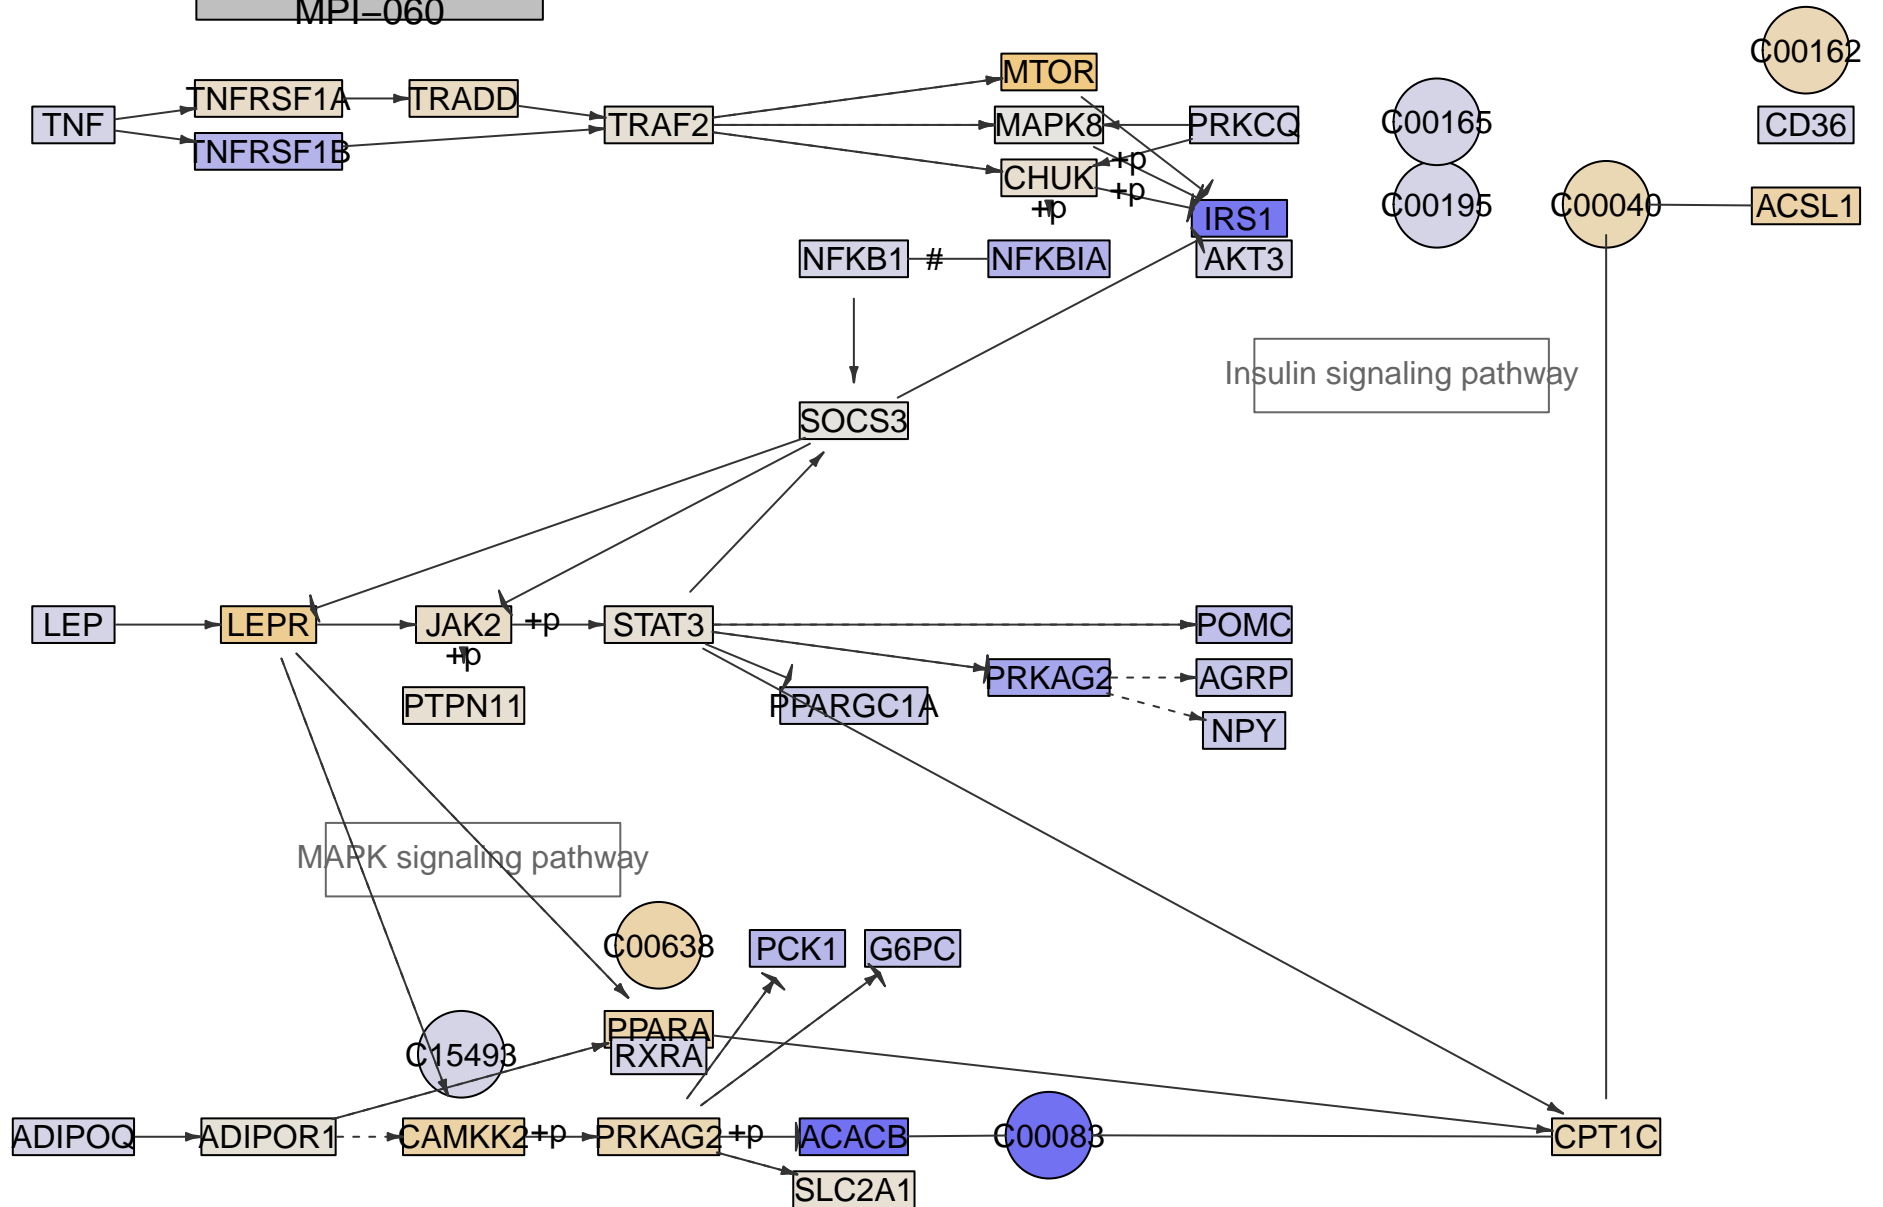 MPI−060
C00162
TNFRSF1A
TRADD
MTOR
TNF
TRAF2
MAPK8
PRKCQ
C00165
CD36
TNFRSF1B
+p
CHUK
+p
+p
IRS1
C00195
C00040
ACSL1
NFKB1
#
NFKBIA
AKT3
Insulin signaling pathway
SOCS3
LEP
LEPR
JAK2
+p
STAT3
POMC
+p
PTPN11
PPARGC1A
PRKAG2
AGRP
NPY
MAPK signaling pathway
C00638
PCK1
G6PC
PPARA
RXRA
C15493
ADIPOQ
ADIPOR1
CAMKK2
+p
PRKAG2
+p
ACACB
C00083
CPT1C
SLC2A1